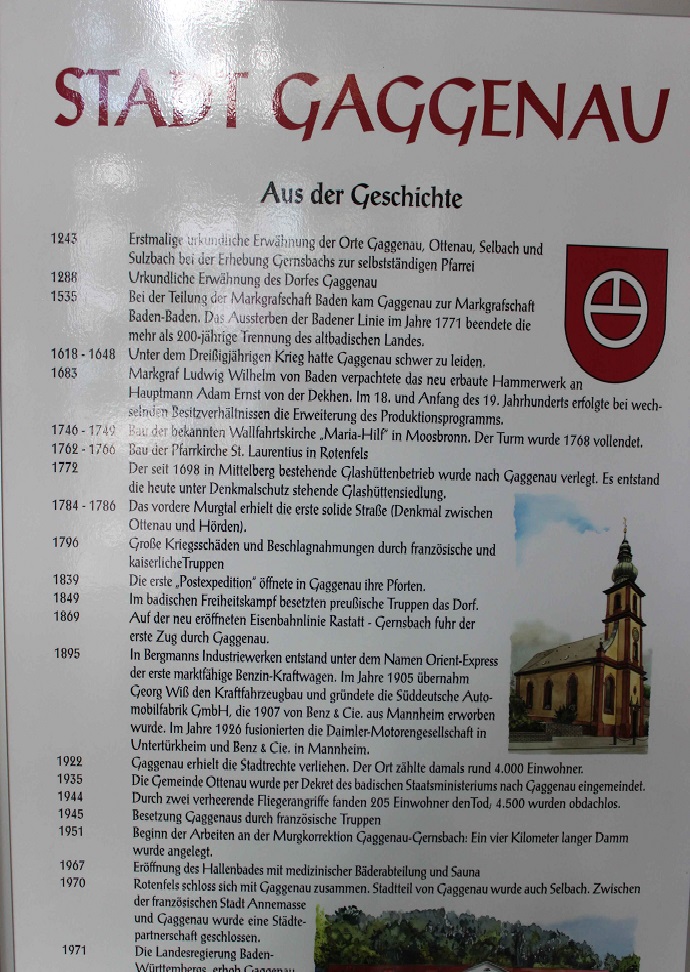 STADT GAGGENAU
Aus der Geschichte
1243 Erstmalige urkundliche Erwähnung der Orte Gaggenau, Ottenau, Selbach und
Sulzbach bei der Erhebung Gernsbachs zur selbstständigen Pfarrei
1288 Urkundliche Erwähnung des Dorfes Gaggenau
1535 Bei der Teilung der Markgrafschaft Baden kam Gaggenau zur Markgrafschaft
Baden-Baden. Das Aussterben der Badener Linie im Jahre 1771 beendete die
mehr als 200-jährige Trennung des altbadischen Landes.
1618 - 1648 Unter dem Dreißigjährigen Krieg hatte Gaggenau schwer zu leiden.
1683 Markgraf Ludwig Wilhelm von Baden verpachtete das neu erbaute Hammerwerk an
Hauptmann Adam Ernst von der Dekhen. Im 18. und Anfang des 19. Jahrhunderts erfolgte bei wech-
selnden Besitzverhältnissen die Erweiterung des Produktionsprogramms.
1746 - 1749 Bau der bekannten Wallfahrtskirche „Maria-Hilf" in Moosbronn. Der Turm wurde 1768 vollendet.
1762 - 1766 Bau der Pfarrkirche St. Laurentius in Rotenfels
1772 Der seit 1698 in Mittelberg bestehende Glashüttenbetrieb wurde nach Gaggenau verlegt. Es entstand
die heute unter Denkmalschutz stehende Glashüttensiedlung.
1784 - 1786 Das vordere Murgtal erhielt die erste solide Straße (Denkmal zwischen
Ottenau und Hörden).
1796 Große Kriegsschäden und Beschlagnahmungen durch französische und
kaiserliche Truppen
1839 Die erste „Postexpedition" öffnete in Gaggenau ihre Pforten.
1849 Im badischen Freiheitskampf besetzten preußische Truppen das Dorf.
1869 Auf der neu eröffneten Eisenbahnlinie Rastatt - Gernsbach fuhr der
erste Zug durch Gaggenau.
1895 In Bergmanns Industriewerken entstand unter dem Namen Orient-Express
der erste marktfähige Benzin-Kraftwagen. Im Jahre 1905 übernahm
Georg Wiß den Kraftfahrzeugbau und gründete die Süddeutsche Auto-
mobilfabrik GmbH, die 1907 von Benz & Cie. aus Mannheim erworben
wurde. Im Jahre 1926 fusionierten die Daimler-Motorengesellschaft in
Untertürkheim und Benz & Cie. in Mannheim.
1922 Gaggenau erhielt die Stadtrechte verliehen. Der Ort zählte damals rund 4.000 Einwohner.
1935 Die Gemeinde Ottenau wurde per Dekret des badischen Staatsministeriums nach Gaggenau eingemeindet.
1944 Durch zwei verheerende Fliegerangriffe fanden 205 Einwohner den Tod, 4.500 wurden obdachlos.
1945 Besetzung Gaggenaus durch französische Truppen
1951 Beginn der Arbeiten an der Murgkorrektion Gaggenau-Gernsbach: Ein vier Kilometer langer Damm
wurde angelegt.
1967 Eröffnung des Hallenbades mit medizinischer Bäderabteilung und Sauna
1970 Rotenfels schloss sich mit Gaggenau zusammen. Stadtteil von Gaggenau wurde auch Selbach. Zwischen
der französischen Stadt Annemasse
und Gaggenau wurde eine Städte-
partnerschaft geschlossen.
1971 Die Landesregierung Baden-
Württembergs erhob Gaggenau